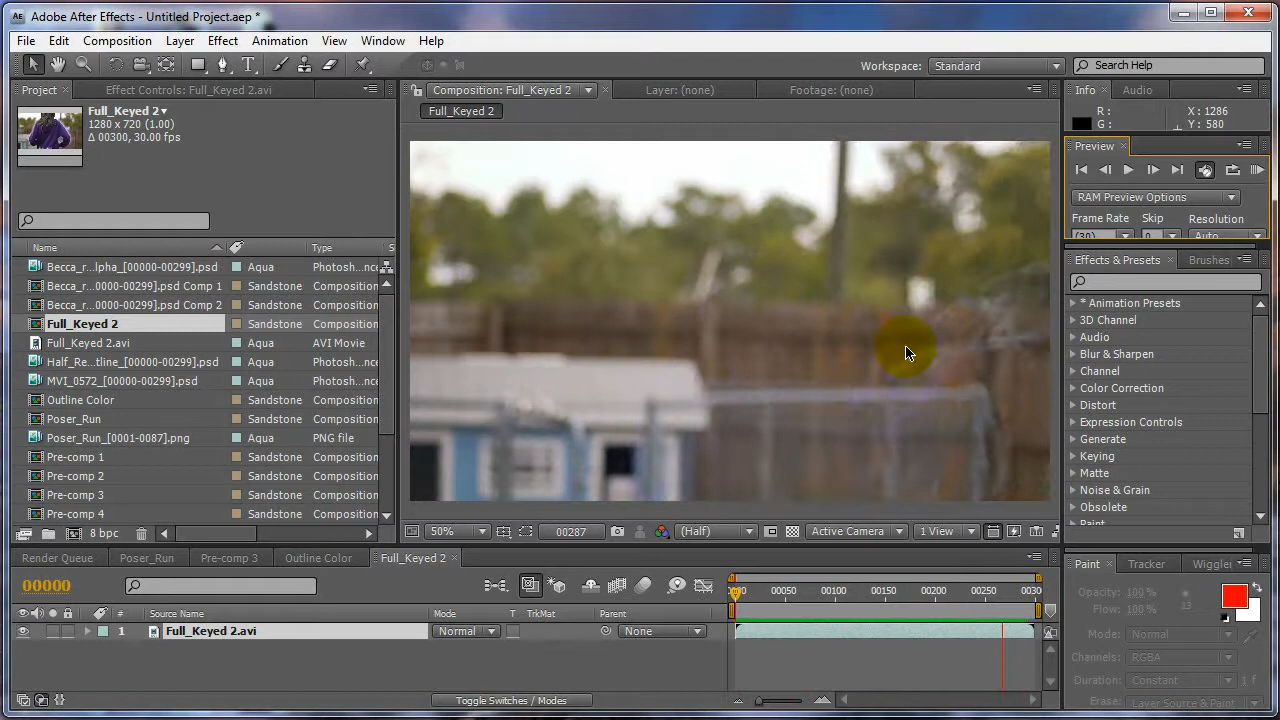 Adobe After Effects - Untitled Project.aep *
File Edit Composition Layer Effect Animation View Window Help
Workspace: Standard Search Help
Project Effect Controls: Full_Keyed 2.avi
Composition: Full_Keyed 2 Layer: (none) Footage: (none)
Info Audio
Full_Keyed 2
1280 x 720 (1.00)
Δ 00300, 30.00 fps
Full_Keyed 2
R : X : 1286
G : Y : 580
Preview
RAM Preview Options
Frame Rate Skip Resolution
(30) 0 Auto
Name Type S
Becca_r...lpha_[00000-00299].psd Aqua Photosh...nce
Becca_r...0000-00299].psd Comp 1 Sandstone Composition
Becca_r...0000-00299].psd Comp 2 Sandstone Composition
Full_Keyed 2 Sandstone Composition
Full_Keyed 2.avi Aqua AVI Movie
Half_Re...tline_[00000-00299].psd Aqua Photosh...nce
MVI_0572_[00000-00299].psd Aqua Photosh...nce
Outline Color Sandstone Composition
Poser_Run Sandstone Composition
Poser_Run_[0001-0087].png Aqua PNG file
Pre-comp 1 Sandstone Composition
Pre-comp 2 Sandstone Composition
Pre-comp 3 Sandstone Composition
Pre-comp 4 Sandstone Composition
8 bpc
Effects & Presets Brushes
* Animation Presets
3D Channel
Audio
Blur & Sharpen
Channel
Color Correction
Distort
Expression Controls
Generate
Keying
Matte
Noise & Grain
Obsolete
Paint
50% 00287 (Half) Active Camera 1 View
Render Queue Poser_Run Pre-comp 3 Outline Color Full_Keyed 2
00000
00050 00100 00150 00200 00250 0030
# Source Name Mode T TrkMat Parent
1 Full_Keyed 2.avi Normal None
Toggle Switches / Modes
Paint Tracker Wiggler
Opacity: 100 %
Flow: 100 %
13
Mode: Normal
Channels: RGBA
Duration: Constant 1 f
Erase: Layer Source & Paint